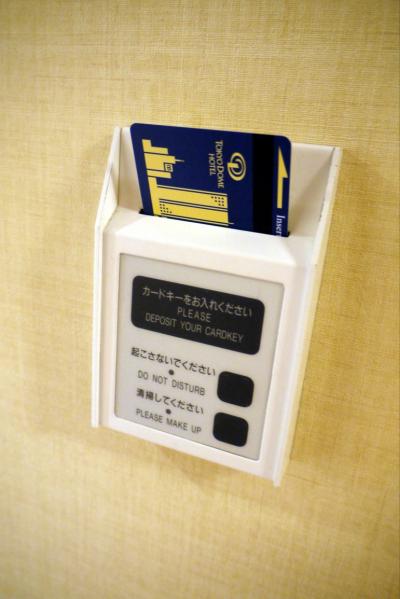 TOKYO DOME
HOTEL
Inser
カードキーをお入れください
PLEASE
DEPOSIT YOUR CARDKEY
起こさないでください
DO NOT DISTURB
清掃してください
PLEASE MAKE UP